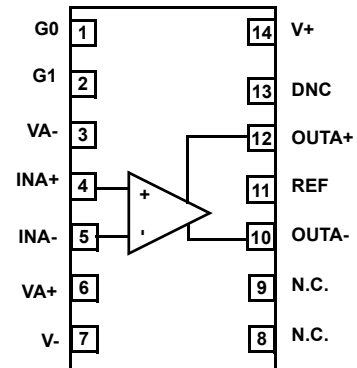 G0 1 14 V+
G1 2 13 DNC
VA- 3 12 OUTA+
INA+ 4 + 11 REF
INA- 5 - 10 OUTA-
VA+ 6 9 N.C.
V- 7 8 N.C.